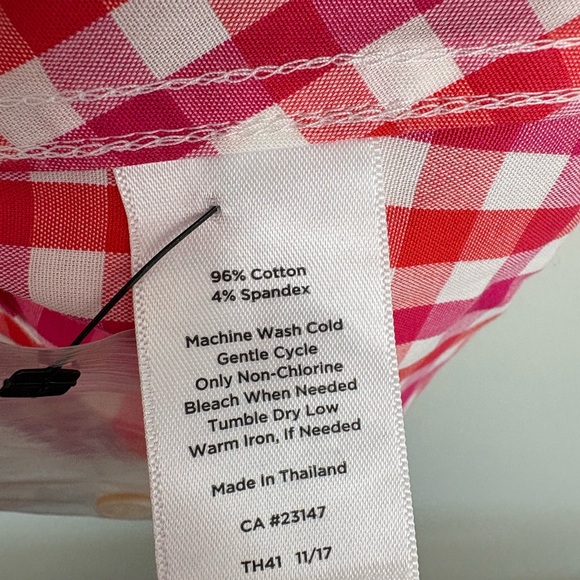 96% Cotton
4% Spandex
Machine Wash Cold
Gentle Cycle
Only Non-Chlorine
Bleach When Needed
Tumble Dry Low
Warm Iron, If Needed
Made In Thailand
CA #23147
TH41 11/17